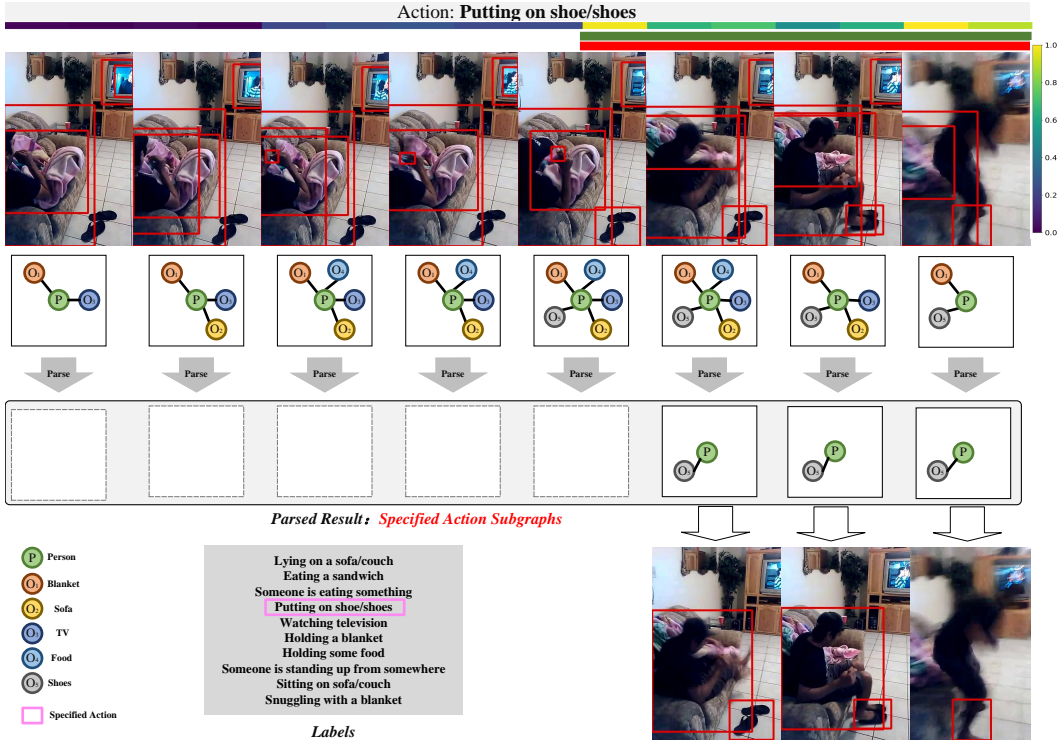 Action: Putting on shoe/shoes
1.0
0.8
0.6
0.4
0.2
0.0
O₁ P O₃
O₁ P O₃ O₂
O₁ O₄ P O₃ O₂
O₁ O₄ P O₃ O₂
O₁ O₄ P O₃ O₅ O₂
O₁ O₄ P O₃ O₅ O₂
O₁ P O₃ O₅ O₂
O₁ P O₅
Parse Parse Parse Parse Parse Parse Parse Parse
P O₅
P O₅
P O₅
Parsed Result: Specified Action Subgraphs
P Person
O₁ Blanket
O₂ Sofa
O₃ TV
O₄ Food
O₅ Shoes
Specified Action
Lying on a sofa/couch
Eating a sandwich
Someone is eating something
Putting on shoe/shoes
Watching television
Holding a blanket
Holding some food
Someone is standing up from somewhere
Sitting on sofa/couch
Snuggling with a blanket
Labels